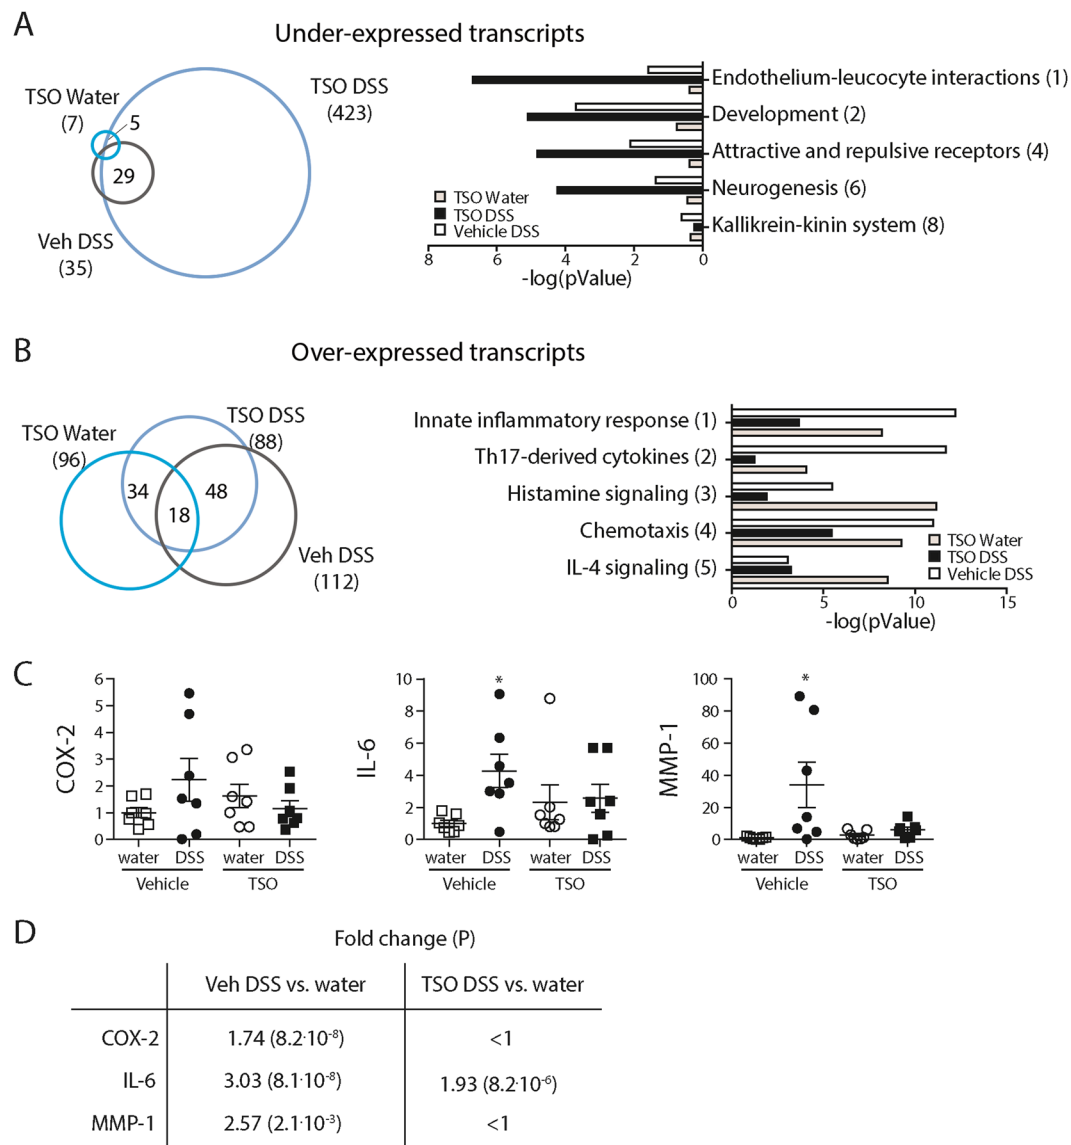 A
Under-expressed transcripts
TSO Water
(7)
5
TSO DSS
(423)
29
Veh DSS
(35)
Endothelium-leucocyte interactions (1)
Development (2)
Attractive and repulsive receptors (4)
Neurogenesis (6)
Kallikrein-kinin system (8)
TSO Water
TSO DSS
Vehicle DSS
8 6 4 2 0
-log(pValue)
B
Over-expressed transcripts
TSO Water
(96)
TSO DSS
(88)
34
48
18
Veh DSS
(112)
Innate inflammatory response (1)
Th17-derived cytokines (2)
Histamine signaling (3)
Chemotaxis (4)
IL-4 signaling (5)
TSO Water
TSO DSS
Vehicle DSS
0 5 10 15
-log(pValue)
C
COX-2
6
5
4
3
2
1
0
water DSS water DSS
Vehicle TSO
IL-6
10
8
6
4
2
0
*
water DSS water DSS
Vehicle TSO
MMP-1
100
80
60
40
20
0
*
water DSS water DSS
Vehicle TSO
D
Fold change (P)
Veh DSS vs. water TSO DSS vs. water
COX-2 1.74 (8.2·10⁻⁸) <1
IL-6 3.03 (8.1·10⁻⁸) 1.93 (8.2·10⁻⁶)
MMP-1 2.57 (2.1·10⁻³) <1